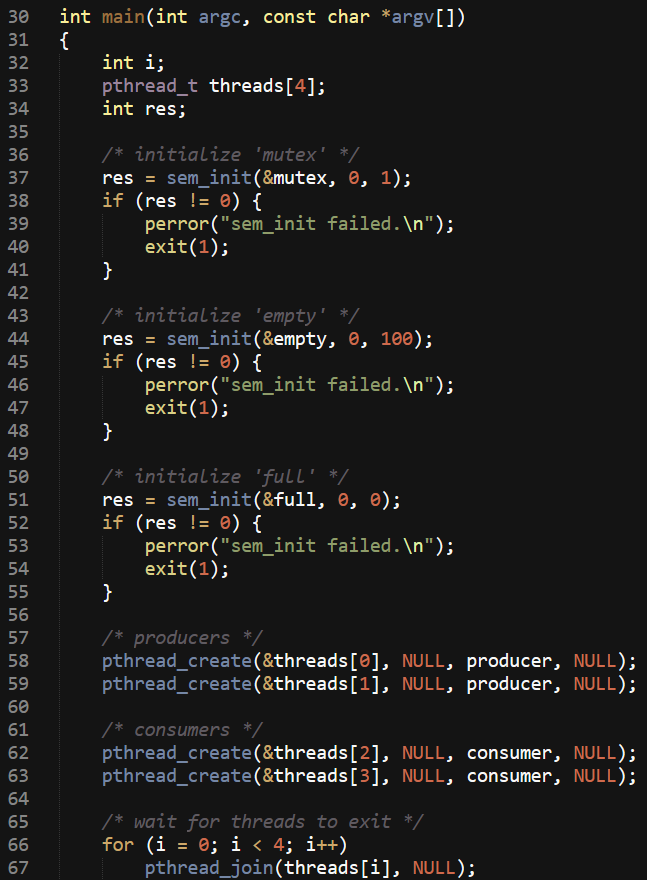 30 int main(int argc, const char *argv[])
31 {
32     int i;
33     pthread_t threads[4];
34     int res;
35
36     /* initialize 'mutex' */
37     res = sem_init(&mutex, 0, 1);
38     if (res != 0) {
39         perror("sem_init failed.\n");
40         exit(1);
41     }
42
43     /* initialize 'empty' */
44     res = sem_init(&empty, 0, 100);
45     if (res != 0) {
46         perror("sem_init failed.\n");
47         exit(1);
48     }
49
50     /* initialize 'full' */
51     res = sem_init(&full, 0, 0);
52     if (res != 0) {
53         perror("sem_init failed.\n");
54         exit(1);
55     }
56
57     /* producers */
58     pthread_create(&threads[0], NULL, producer, NULL);
59     pthread_create(&threads[1], NULL, producer, NULL);
60
61     /* consumers */
62     pthread_create(&threads[2], NULL, consumer, NULL);
63     pthread_create(&threads[3], NULL, consumer, NULL);
64
65     /* wait for threads to exit */
66     for (i = 0; i < 4; i++)
67         pthread_join(threads[i], NULL);